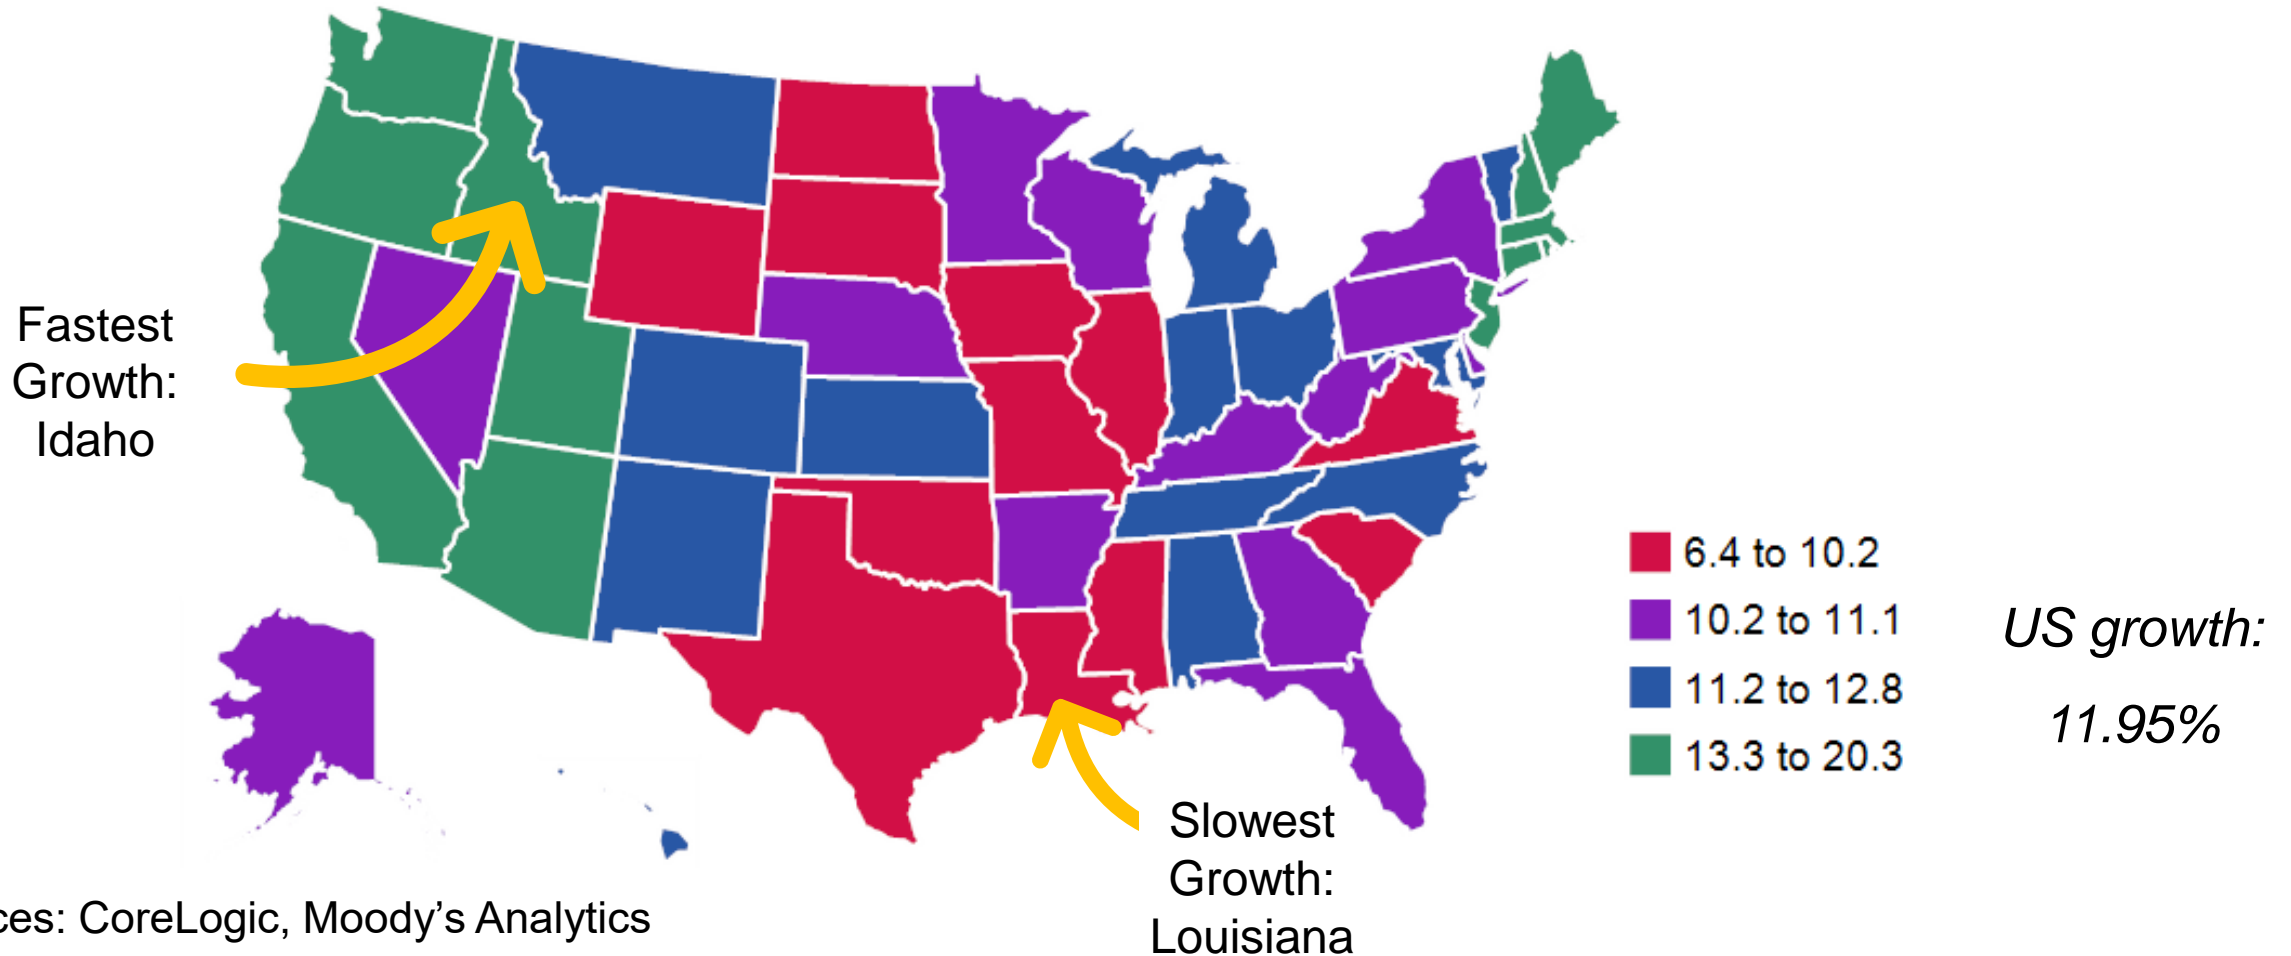 Fastest
Growth:
Idaho
6.4 to 10.2
10.2 to 11.1
11.2 to 12.8
13.3 to 20.3
US growth:
11.95%
Slowest
Growth:
Louisiana
ces: CoreLogic, Moody’s Analytics